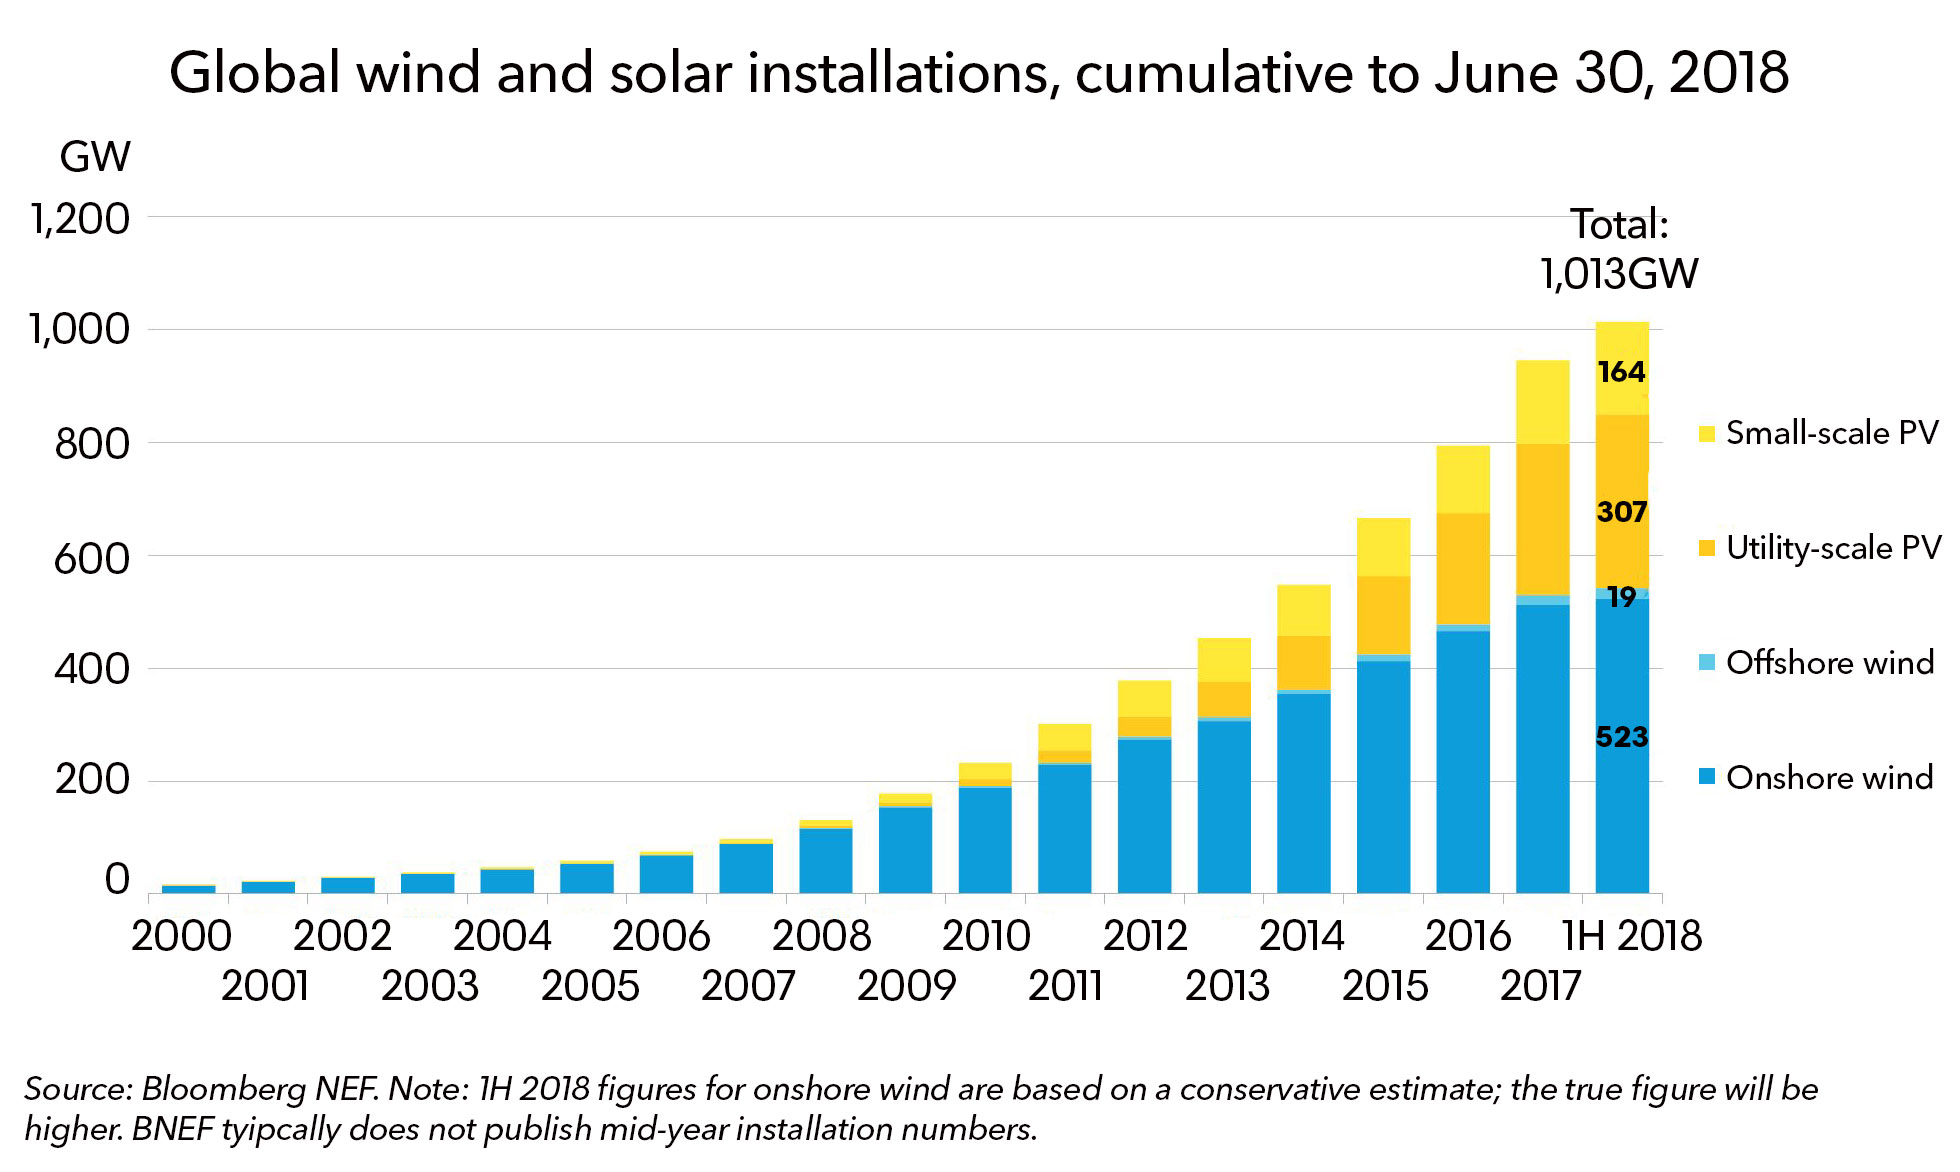 Global wind and solar installations, cumulative to June 30, 2018
GW
1,200
1,000
800
600
400
200
0
Total:
1,013GW
164
307
19
523
Small-scale PV
Utility-scale PV
Offshore wind
Onshore wind
2000 2002 2004 2006 2008 2010 2012 2014 2016 1H 2018
2001 2003 2005 2007 2009 2011 2013 2015 2017
Source: Bloomberg NEF. Note: 1H 2018 figures for onshore wind are based on a conservative estimate; the true figure will be
higher. BNEF tyipcally does not publish mid-year installation numbers.